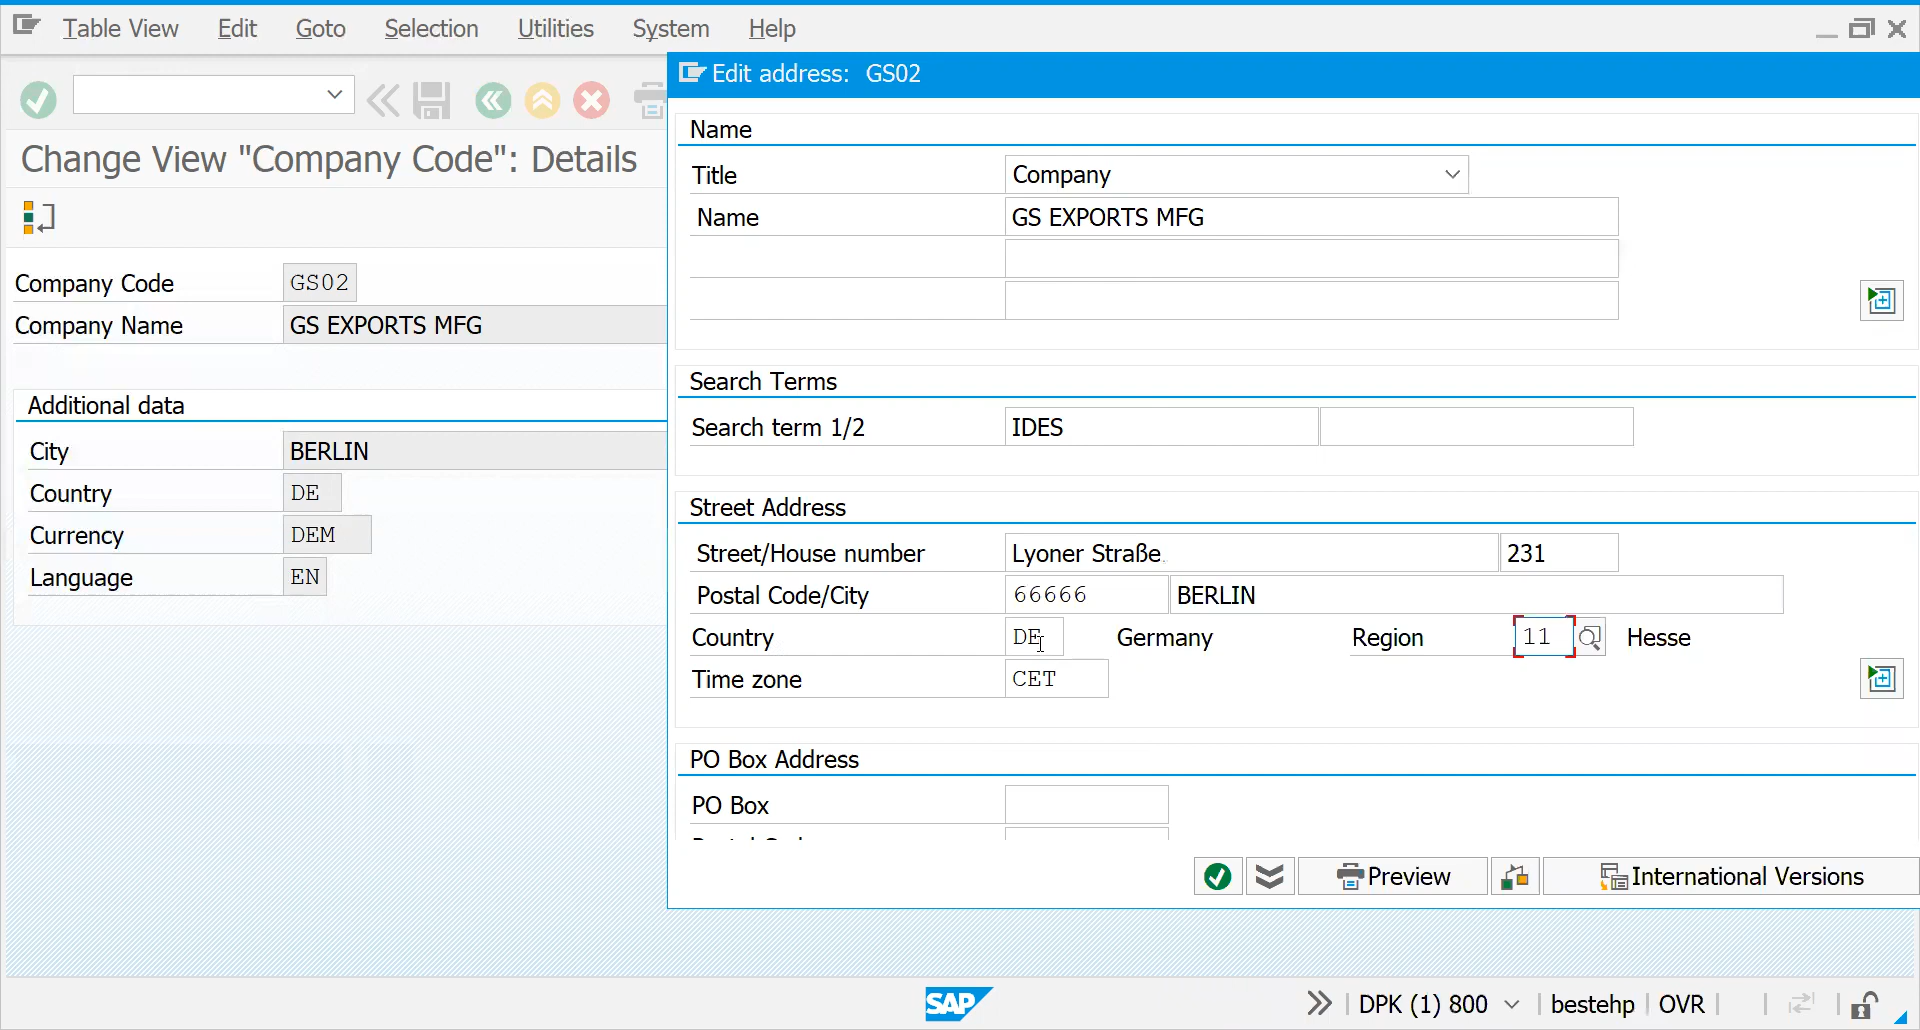 Table View Edit Goto Selection Utilities System Help
Edit address: GS02
Change View "Company Code": Details
Company Code GS02
Company Name GS EXPORTS MFG
Additional data
City BERLIN
Country DE
Currency DEM
Language EN
Name
Title Company
Name GS EXPORTS MFG
Search Terms
Search term 1/2 IDES
Street Address
Street/House number Lyoner Straße 231
Postal Code/City 66666 BERLIN
Country DE Germany Region 11 Hesse
Time zone CET
PO Box Address
PO Box
Preview International Versions
SAP DPK (1) 800 bestehp OVR